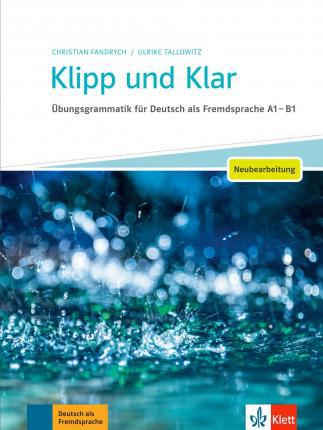 CHRISTIAN FANDRYCH / ULRIKE TALLOWITZ
Klipp und Klar
Übungsgrammatik für Deutsch als Fremdsprache A1–B1
Neubearbeitung
Deutsch als
Fremdsprache
Klett